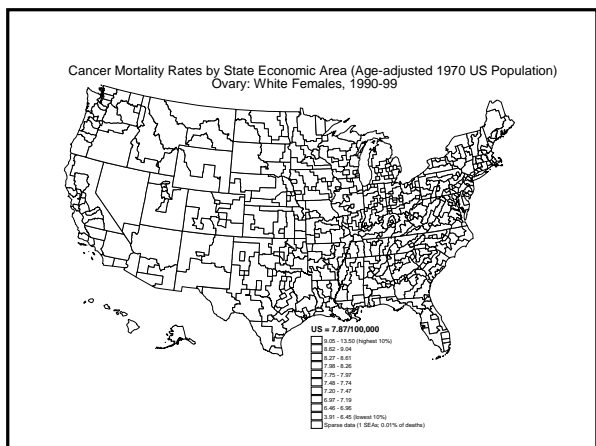 Cancer Mortality Rates by State Economic Area (Age-adjusted 1970 US Population)
Ovary: White Females, 1990-99
US = 7.87/100,000
9.05 - 13.50 (highest 10%)
8.62 - 9.04
8.27 - 8.61
7.98 - 8.26
7.75 - 7.97
7.48 - 7.74
7.20 - 7.47
6.97 - 7.19
6.46 - 6.96
3.91 - 6.45 (lowest 10%)
Sparse data (1 SEAs; 0.01% of deaths)